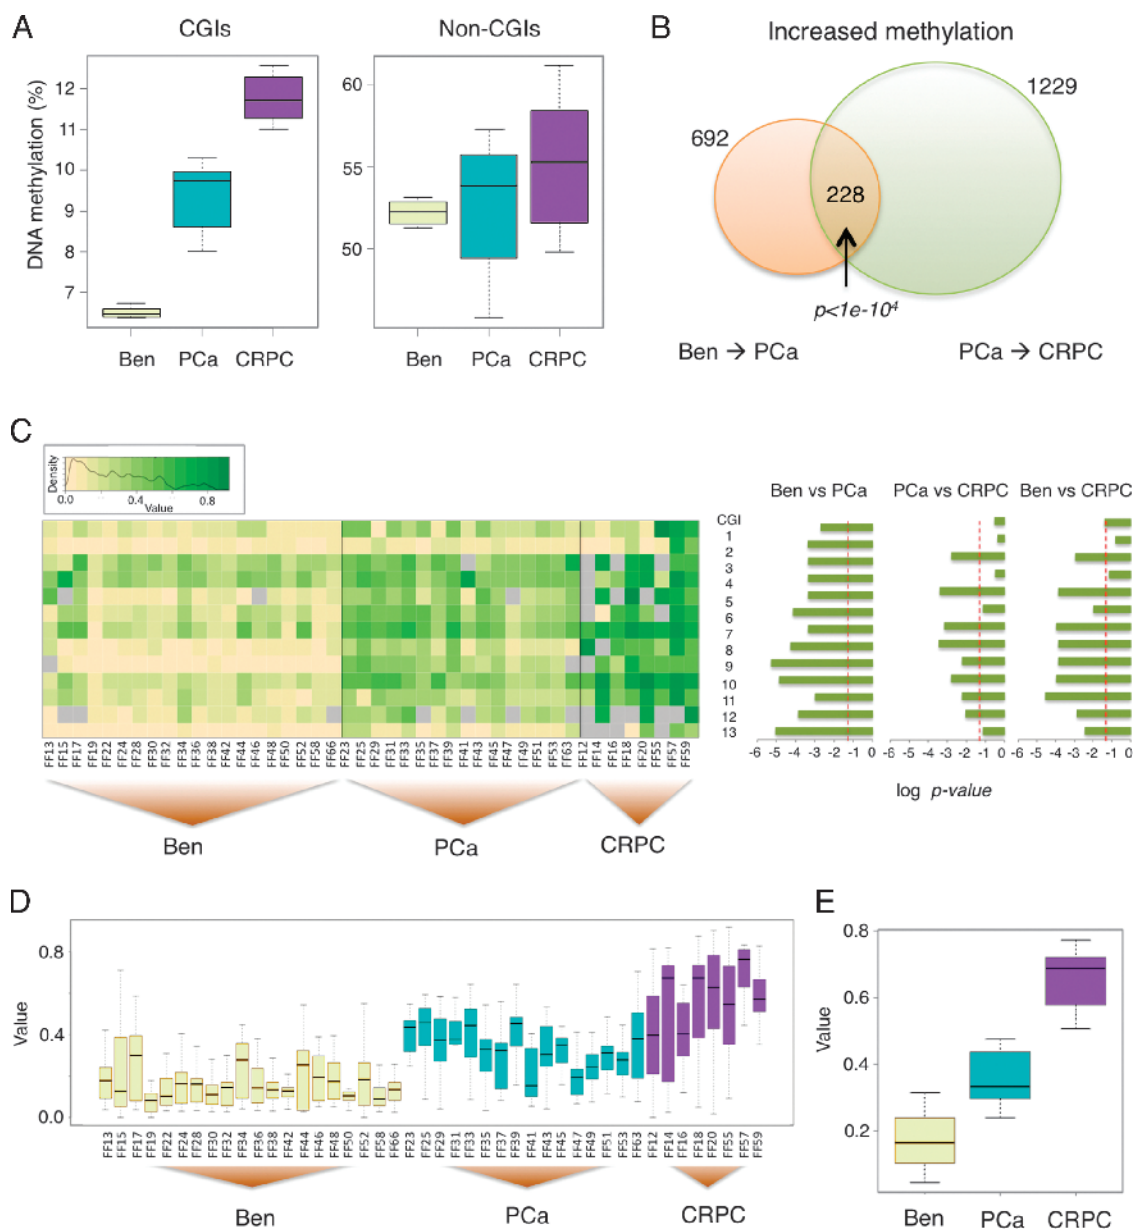 A
CGIs
Non-CGIs
DNA methylation (%)
12
11
10
9
8
7
60
55
50
Ben
PCa
CRPC
Ben
PCa
CRPC
B
Increased methylation
692
1229
228
p<1e-10⁴
Ben → PCa
PCa → CRPC
C
Density
0.0
0.4
0.8
Value
FF13
FF15
FF17
FF19
FF22
FF24
FF28
FF30
FF32
FF34
FF36
FF38
FF42
FF44
FF46
FF48
FF50
FF52
FF58
FF66
FF23
FF25
FF29
FF31
FF33
FF35
FF37
FF39
FF41
FF43
FF45
FF47
FF49
FF51
FF53
FF63
FF12
FF14
FF16
FF18
FF20
FF55
FF57
FF59
Ben
PCa
CRPC
Ben vs PCa
PCa vs CRPC
Ben vs CRPC
CGI
1
2
3
4
5
6
7
8
9
10
11
12
13
-6 -5 -4 -3 -2 -1 0
-6 -5 -4 -3 -2 -1 0
-6 -5 -4 -3 -2 -1 0
log p-value
D
Value
0.8
0.4
0.0
FF13
FF15
FF17
FF19
FF22
FF24
FF28
FF30
FF32
FF34
FF36
FF38
FF42
FF44
FF46
FF48
FF50
FF52
FF58
FF66
FF23
FF25
FF29
FF31
FF33
FF35
FF37
FF39
FF41
FF43
FF45
FF47
FF49
FF51
FF53
FF63
FF12
FF14
FF16
FF18
FF20
FF55
FF57
FF59
Ben
PCa
CRPC
E
Value
0.8
0.6
0.4
0.2
Ben
PCa
CRPC